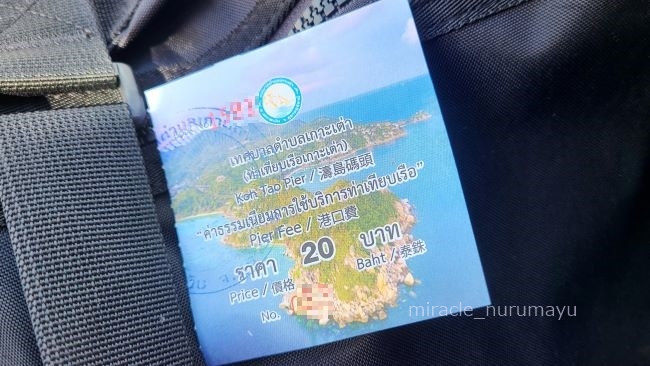 เทศบาลตำบลเกาะเต่า
(ท่าเทียบเรือเกาะเต่า)
Koh Tao Pier / 濤島碼頭
“ค่าธรรมเนียมการใช้บริการท่าเทียบเรือ”
Pier Fee / 港口費
ราคา 20 บาท
Price / 價格 Baht / 泰銖
No.
miracle_nurumayu